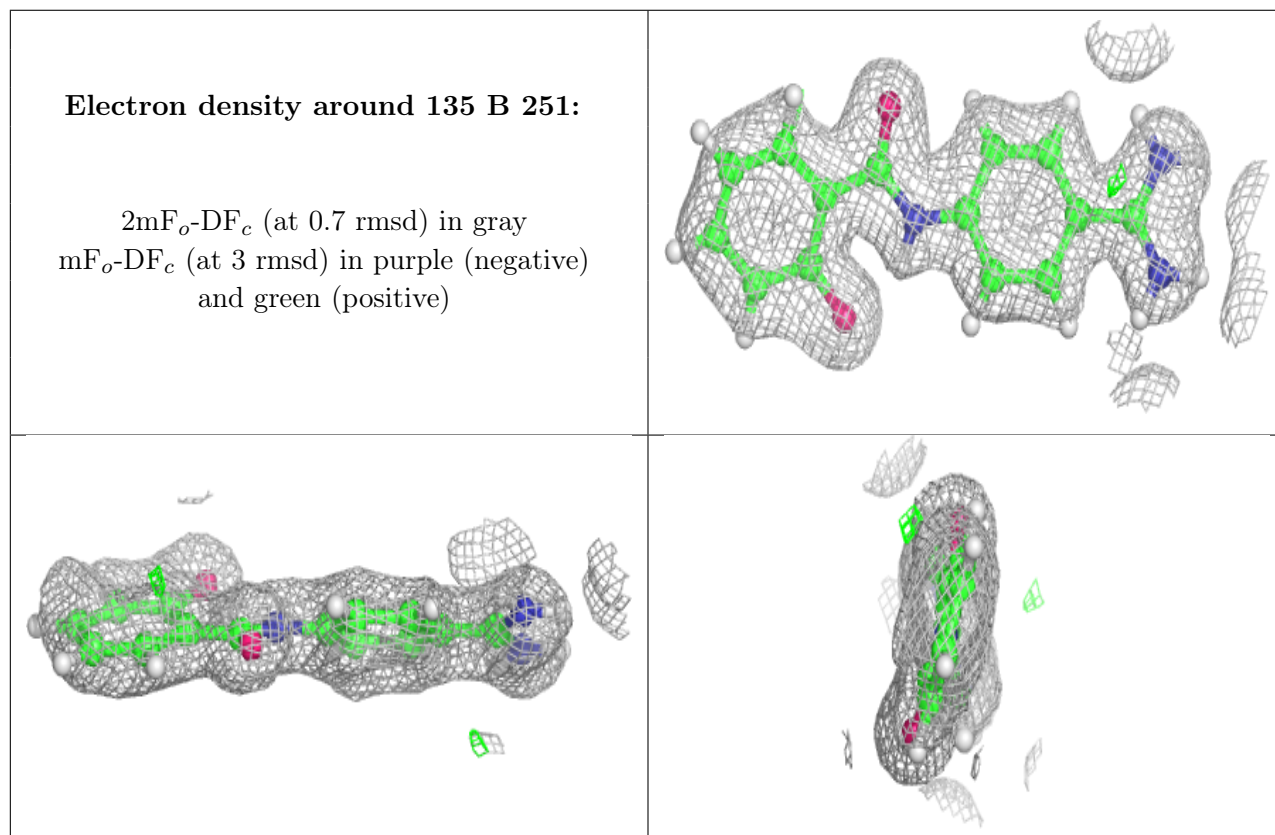 Electron density around 135 B 251:
2mFo-DFc (at 0.7 rmsd) in gray
mFo-DFc (at 3 rmsd) in purple (negative)
and green (positive)